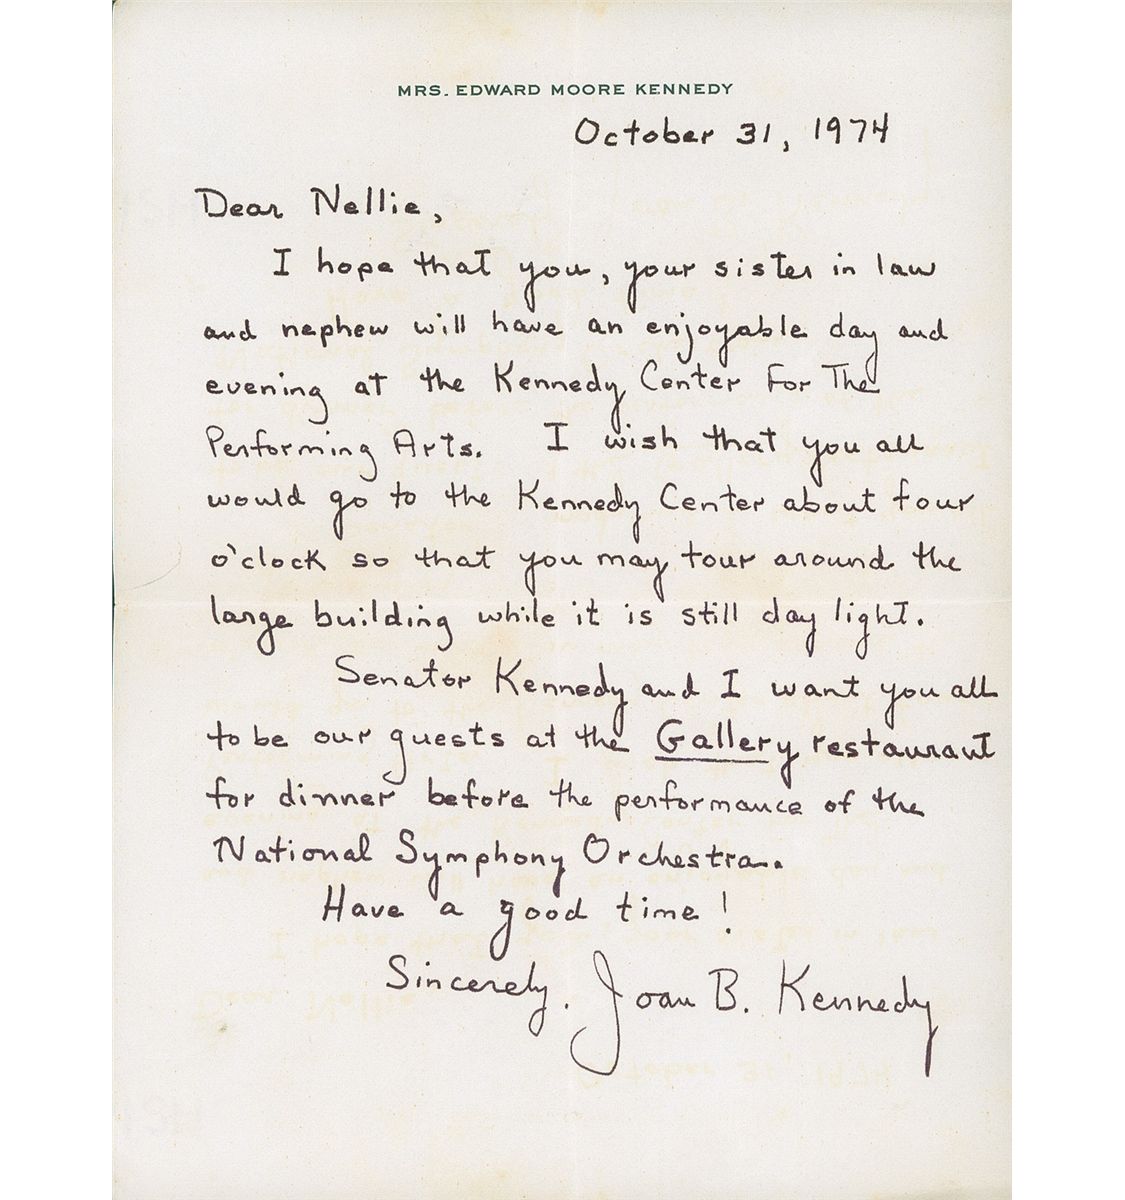 MRS. EDWARD MOORE KENNEDY
October 31, 1974
Dear Nellie,
I hope that you, your sister in law
and nephew will have an enjoyable day and
evening at the Kennedy Center For The
Performing Arts. I wish that you all
would go to the Kennedy Center about four
o'clock so that you may tour around the
large building while it is still day light.
Senator Kennedy and I want you all
to be our guests at the Gallery restaurant
for dinner before the performance of the
National Symphony Orchestra.
Have a good time!
Sincerely, Joan B. Kennedy